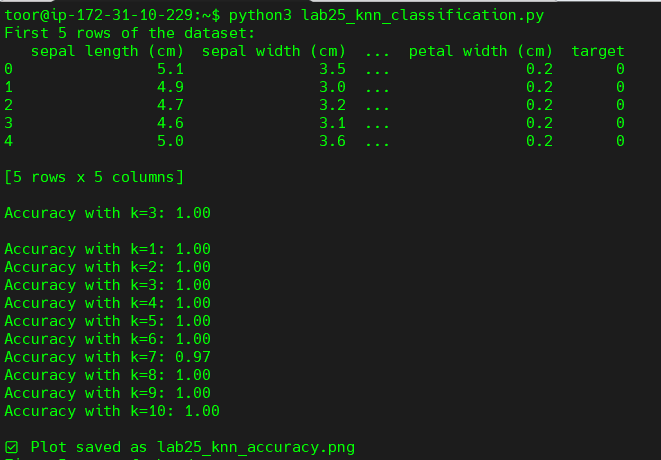 toor@ip-172-31-10-229:~$ python3 lab25_knn_classification.py
First 5 rows of the dataset:
   sepal length (cm)  sepal width (cm)  ...  petal width (cm)  target
0                5.1               3.5  ...               0.2       0
1                4.9               3.0  ...               0.2       0
2                4.7               3.2  ...               0.2       0
3                4.6               3.1  ...               0.2       0
4                5.0               3.6  ...               0.2       0
[5 rows x 5 columns]
Accuracy with k=3: 1.00
Accuracy with k=1: 1.00
Accuracy with k=2: 1.00
Accuracy with k=3: 1.00
Accuracy with k=4: 1.00
Accuracy with k=5: 1.00
Accuracy with k=6: 1.00
Accuracy with k=7: 0.97
Accuracy with k=8: 1.00
Accuracy with k=9: 1.00
Accuracy with k=10: 1.00
☑ Plot saved as lab25_knn_accuracy.png